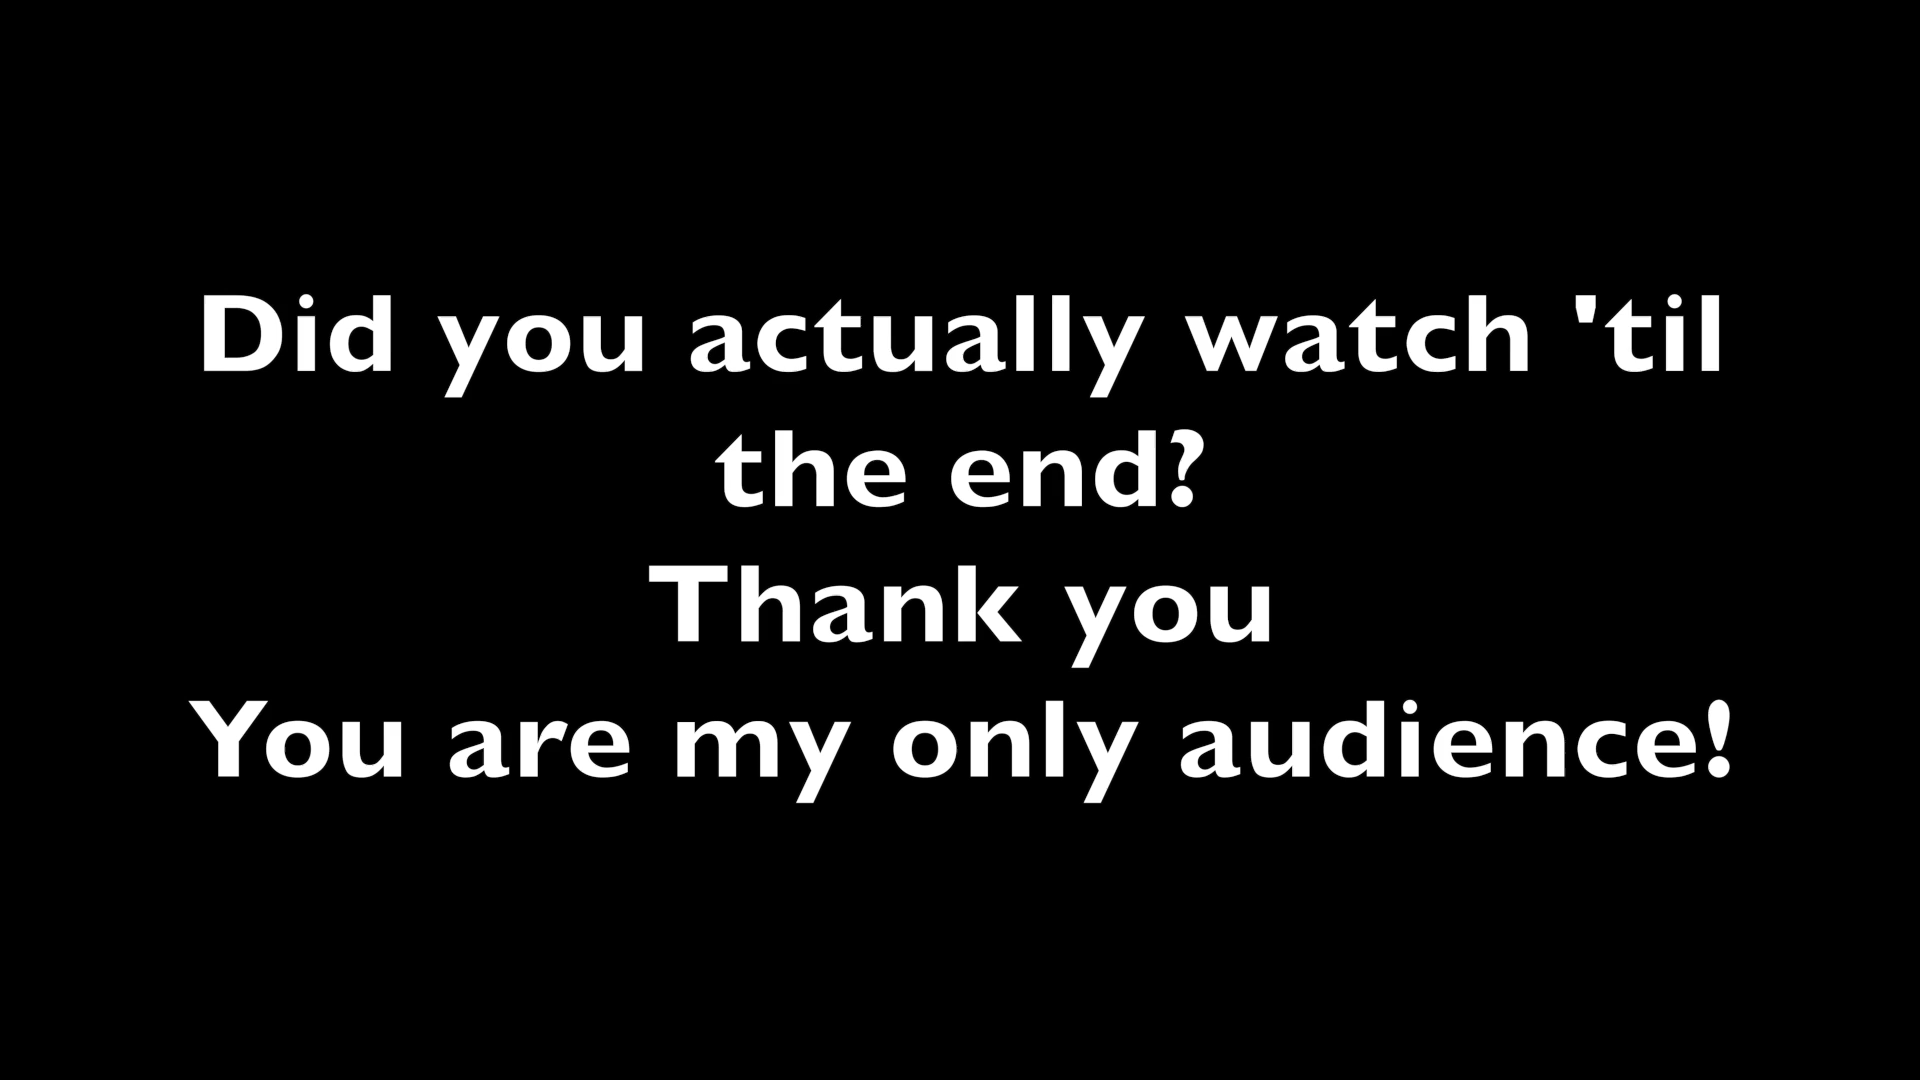 Did you actually watch 'til
the end?
Thank you
You are my only audience!